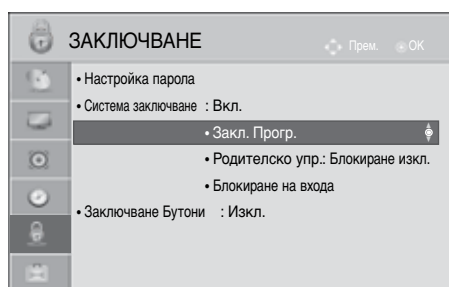 ЗАКЛЮЧВАНЕ
Прем. OK
• Настройка парола
• Система заключване : Вкл.
• Закл. Прогр.
• Родителско упр.: Блокиране изкл.
• Блокиране на входа
• Заключване Бутони : Изкл.